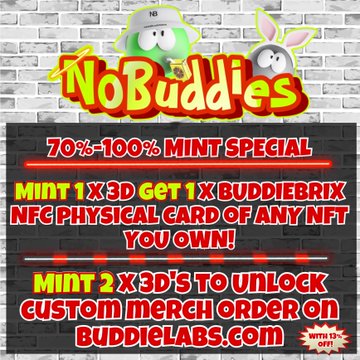 NB
NoBuddies
70%-100% MINT SPECIAL
Mint 1 X 3D Get 1 X BUDDIEBRIX
NFC PHYSICAL CARD OF ANY NFT
YOU OWN!
Mint 2 X 3D's TO UNLOCK
CUSTOM MERCH ORDER ON
BUDDIELABS.COM
WITH 13%
OFF!